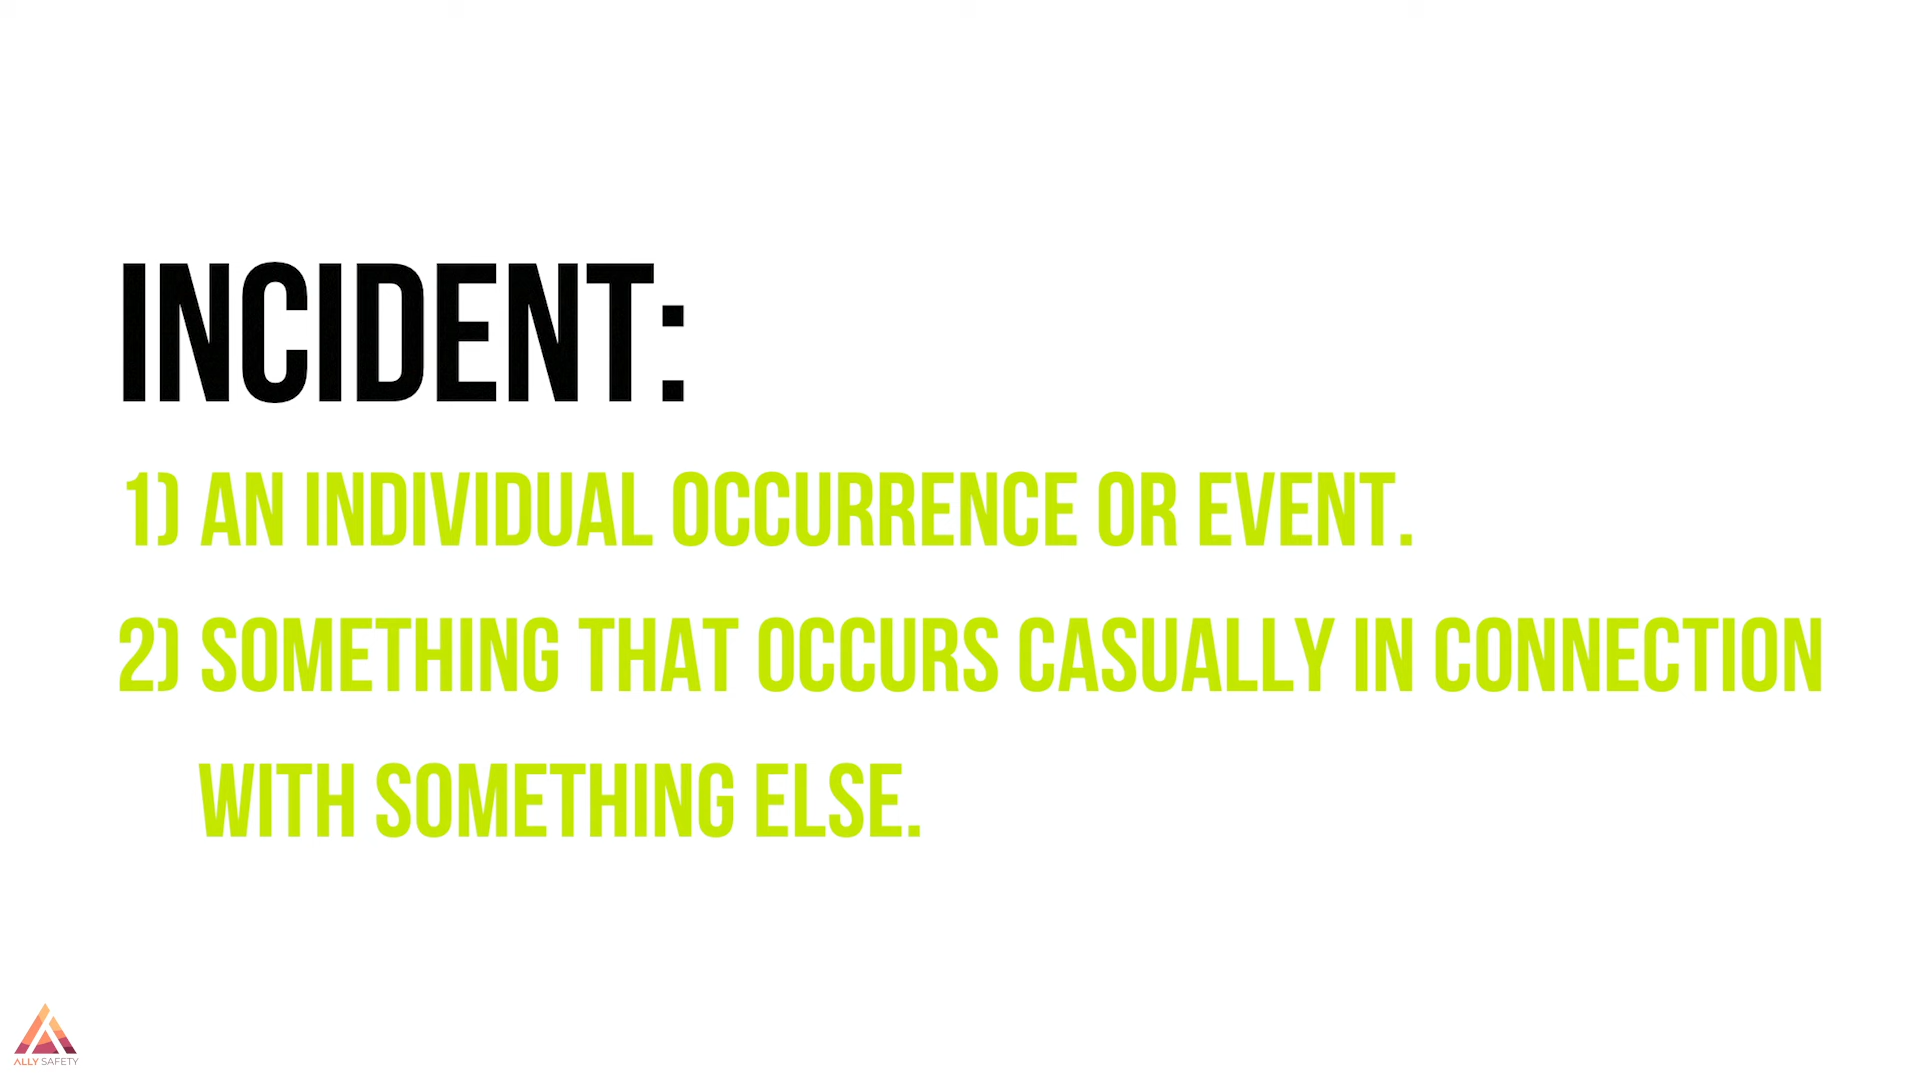 INCIDENT:
1) AN INDIVIDUAL OCCURRENCE OR EVENT.
2) SOMETHING THAT OCCURS CASUALLY IN CONNECTION
WITH SOMETHING ELSE.
ALLY SAFETY